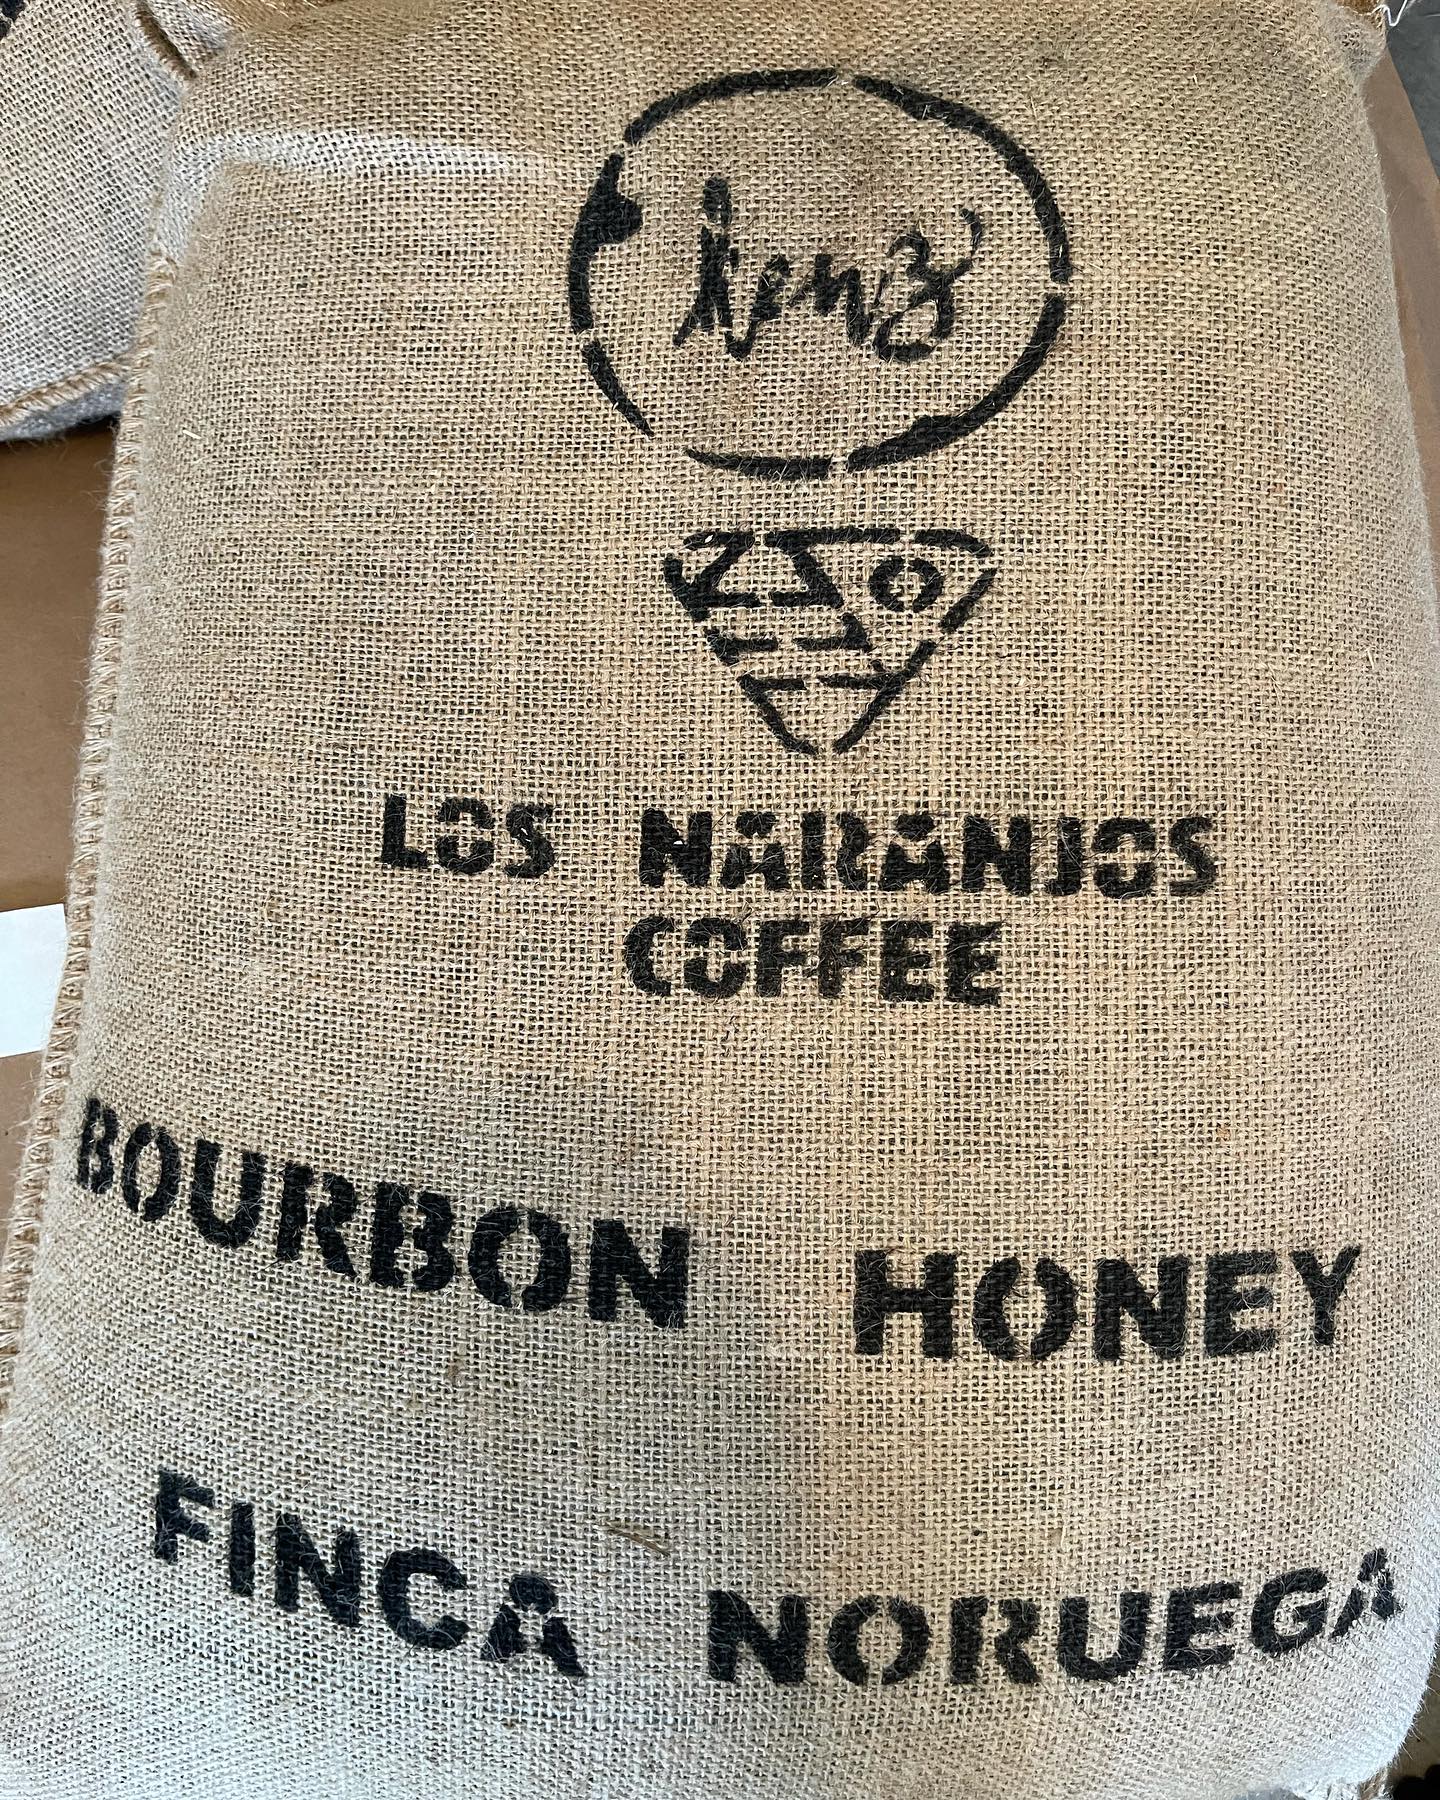 LOS NARANJOS
COFFEE
BOURBON HONEY
FINCA NORUEGA